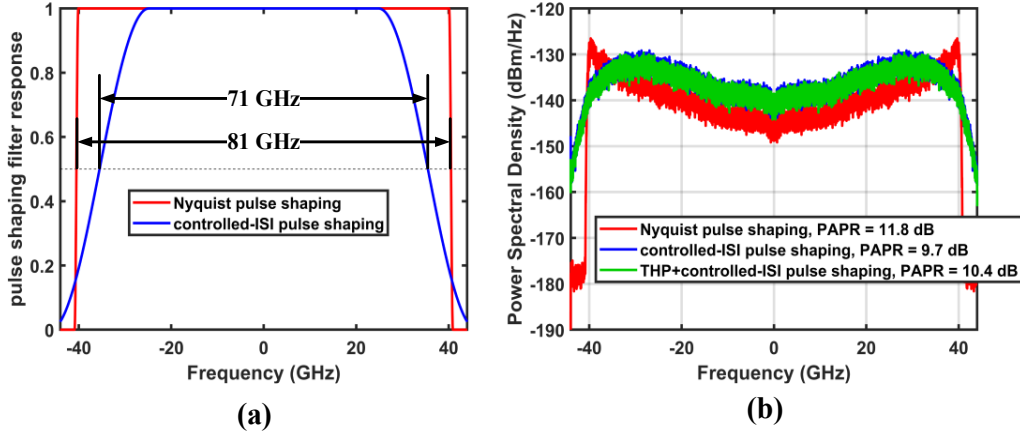 (a)
1
0.8
0.6
0.4
0.2
0
pulse shaping filter response
71 GHz
81 GHz
Nyquist pulse shaping
controlled-ISI pulse shaping
-40
-20
0
20
40
Frequency (GHz)
(a)
(b)
-120
-130
-140
-150
-160
-170
-180
-190
Power Spectral Density (dBm/Hz)
Nyquist pulse shaping, PAPR = 11.8 dB
controlled-ISI pulse shaping, PAPR = 9.7 dB
THP+controlled-ISI pulse shaping, PAPR = 10.4 dB
-40
-20
0
20
40
Frequency (GHz)
(b)